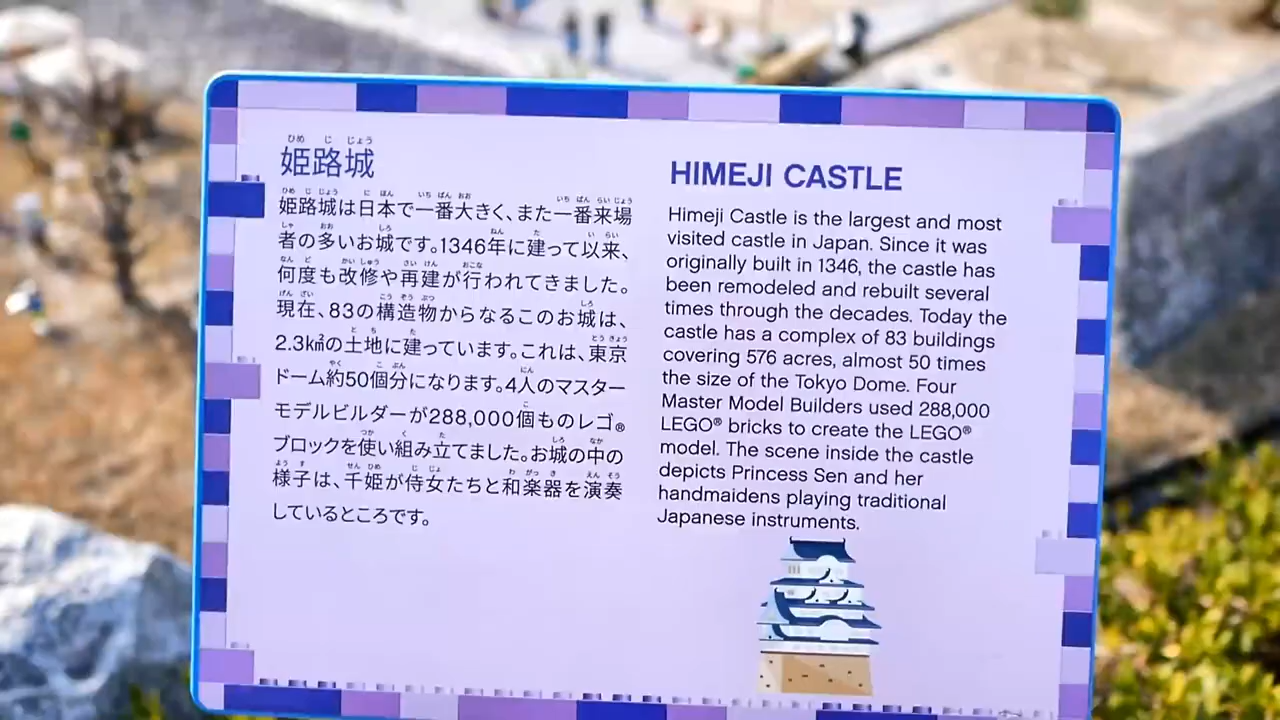 姫路城
姫路城は日本で一番大きく、また一番来場
者の多いお城です。1346年に建って以来、
何度も改修や再建が行われてきました。
現在、83の構造物からなるこのお城は、
2.3㎢の土地に建っています。これは、東京
ドーム約50個分になります。4人のマスター
モデルビルダーが288,000個ものレゴ®
ブロックを使い組み立てました。お城の中の
様子は、千姫が侍女たちと和楽器を演奏
しているところです。
HIMEJI CASTLE
Himeji Castle is the largest and most
visited castle in Japan. Since it was
originally built in 1346, the castle has
been remodeled and rebuilt several
times through the decades. Today the
castle has a complex of 83 buildings
covering 576 acres, almost 50 times
the size of the Tokyo Dome. Four
Master Model Builders used 288,000
LEGO® bricks to create the LEGO®
model. The scene inside the castle
depicts Princess Sen and her
handmaidens playing traditional
Japanese instruments.